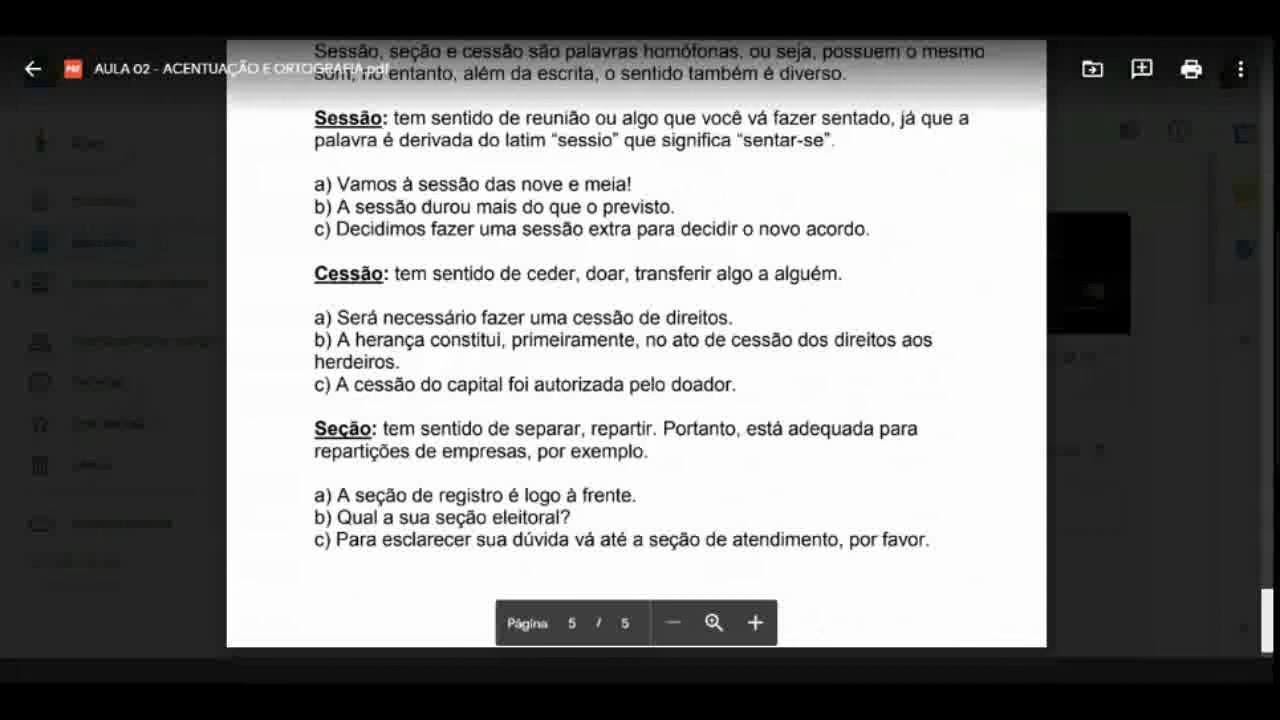 Sessão, seção e cessão são palavras homófonas, ou seja, possuem o mesmo
AULA 02 - ACENTUAÇÃO E ORTOGRAFIA.pdf
som, no entanto, além da escrita, o sentido também é diverso.
Sessão: tem sentido de reunião ou algo que você vá fazer sentado, já que a
palavra é derivada do latim “sessio” que significa “sentar-se”.
a) Vamos à sessão das nove e meia!
b) A sessão durou mais do que o previsto.
c) Decidimos fazer uma sessão extra para decidir o novo acordo.
Cessão: tem sentido de ceder, doar, transferir algo a alguém.
a) Será necessário fazer uma cessão de direitos.
b) A herança constitui, primeiramente, no ato de cessão dos direitos aos
herdeiros.
c) A cessão do capital foi autorizada pelo doador.
Seção: tem sentido de separar, repartir. Portanto, está adequada para
repartições de empresas, por exemplo.
a) A seção de registro é logo à frente.
b) Qual a sua seção eleitoral?
c) Para esclarecer sua dúvida vá até a seção de atendimento, por favor.
Página 5 / 5